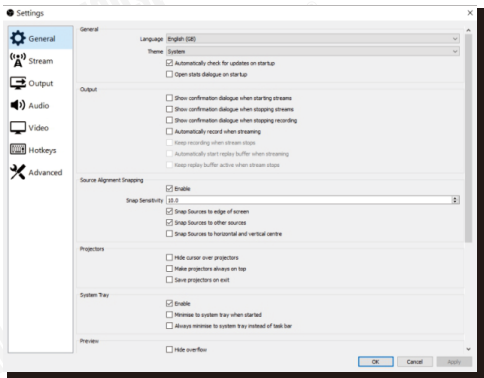 Settings
General
Stream
Output
Audio
Video
Hotkeys
Advanced
General
Language English (GB)
Theme System
Automatically check for updates on startup
Open stats dialogue on startup
Output
Show confirmation dialogue when starting streams
Show confirmation dialogue when stopping streams
Show confirmation dialogue when stopping recording
Automatically record when streaming
Keep recording when stream stops
Automatically start replay buffer when streaming
Keep replay buffer active when stream stops
Source Alignment Snapping
Enable
Snap Sensitivity 10.0
Snap Sources to edge of screen
Snap Sources to other sources
Snap Sources to horizontal and vertical centre
Projectors
Hide cursor over projectors
Make projectors always on top
Save projectors on exit
System Tray
Enable
Minimise to system tray when started
Always minimise to system tray instead of task bar
Preview
Hide overflow
OK Cancel Apply